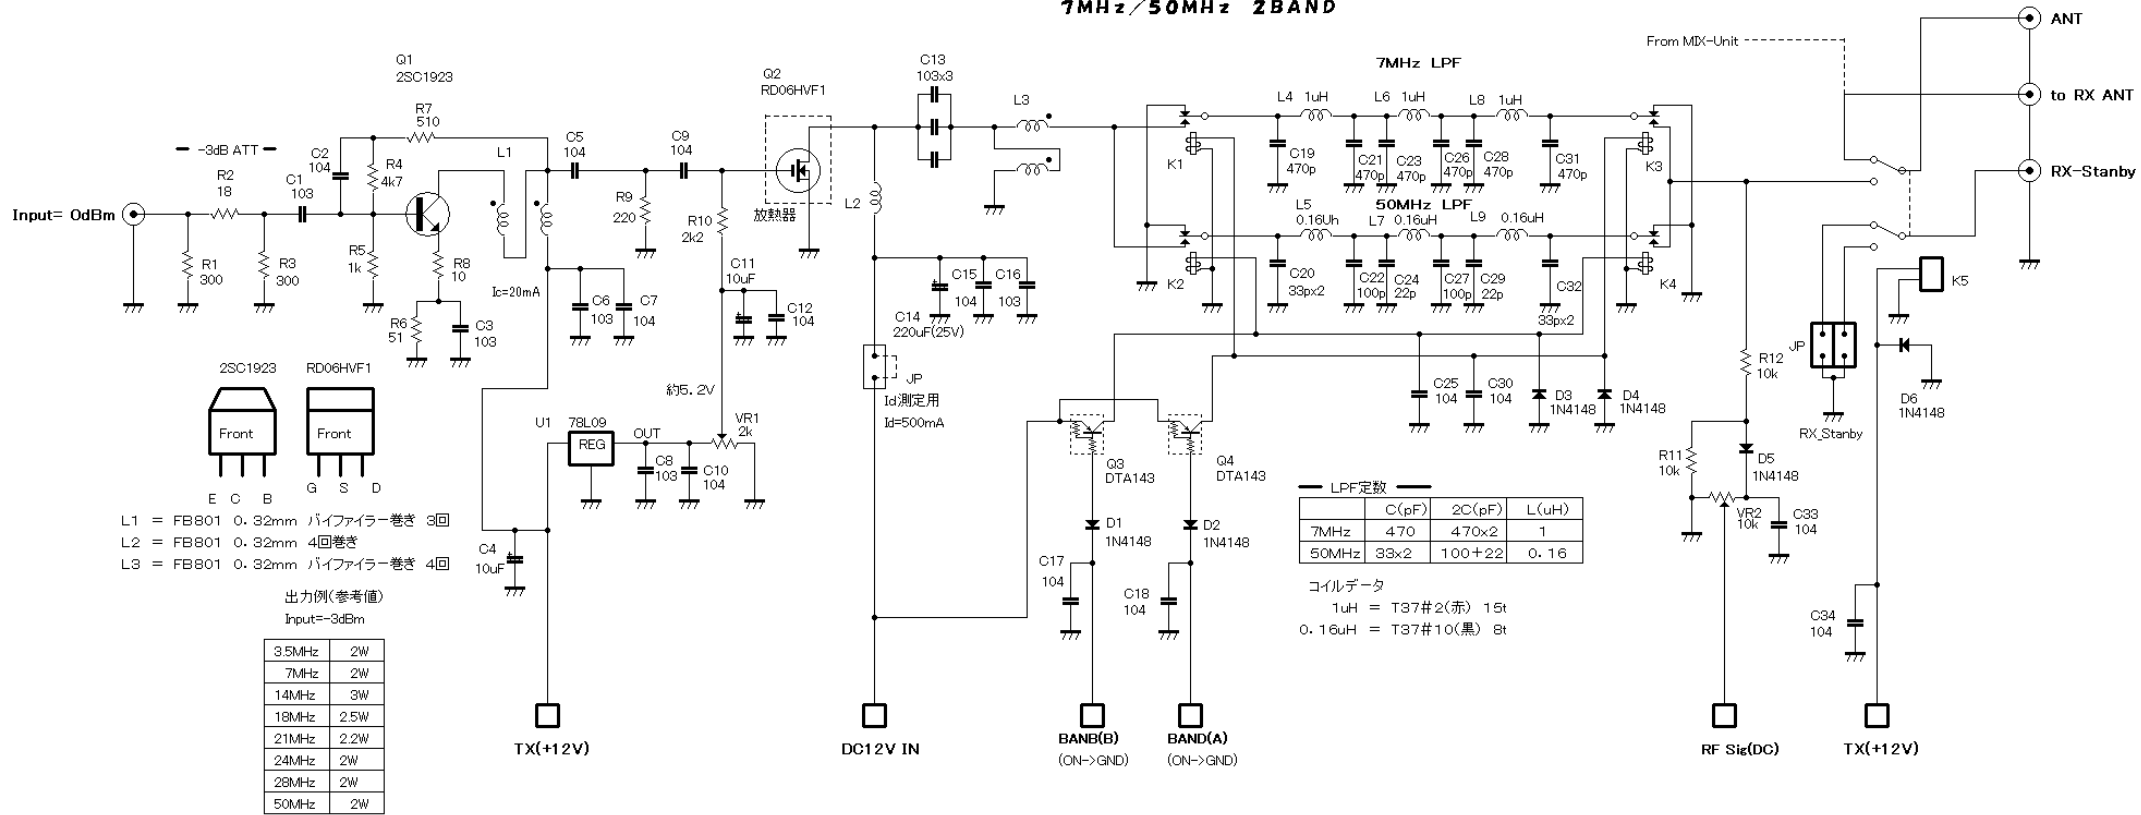 7MHz/50MHz 2BAND
ANT
From MIX-Unit
to RX ANT
RX-Stanby
Q1
2SC1923
Q2
RD06HVF1
放熱器
C13
103x3
7MHz LPF
R7
510
-3dB ATT
Input= 0dBm
R2
18
C1
103
C2
104
R4
4k7
L1
C5
104
C9
104
R1
300
R3
300
R5
1k
R8
10
R6
51
C3
103
Ic=20mA
C6
103
C7
104
R9
220
R10
2k2
C11
10uF
C12
104
L2
L3
C14
220uF(25V)
C15
104
C16
103
JP
Id測定用
Id=500mA
K1
K2
K3
K4
L4 1uH
L6 1uH
L8 1uH
C19
470p
C21
470p
C23
470p
C26
470p
C28
470p
C31
470p
50MHz LPF
L5
0.16Uh
L7 0.16uH
L9 0.16uH
C20
33px2
C22
100p
C24
22p
C27
100p
C29
22p
C32
33px2
C25
104
C30
104
D3
1N4148
D4
1N4148
R12
10k
R11
10k
D5
1N4148
VR2
10k
C33
104
JP
RX_Stanby
K5
D6
1N4148
C34
104
2SC1923
RD06HVF1
Front
Front
E C B
G S D
U1
78L09
REG
OUT
約5.2V
VR1
2k
C8
103
C10
104
C4
10uF
Q3
DTA143
Q4
DTA143
D1
1N4148
D2
1N4148
C17
104
C18
104
L1 = FB801 0.32mm バイファイラー巻き 3回
L2 = FB801 0.32mm 4回巻き
L3 = FB801 0.32mm バイファイラー巻き 4回
出力例(参考値)
Input=-3dBm
3.5MHz 2W
7MHz 2W
14MHz 3W
18MHz 2.5W
21MHz 2.2W
24MHz 2W
28MHz 2W
50MHz 2W
LPF定数
C(pF) 2C(pF) L(uH)
7MHz 470 470x2 1
50MHz 33x2 100+22 0.16
コイルデータ
1uH = T37#2(赤) 15t
0.16uH = T37#10(黒) 8t
TX(+12V)
DC12V IN
BANB(B)
(ON->GND)
BAND(A)
(ON->GND)
RF Sig(DC)
TX(+12V)